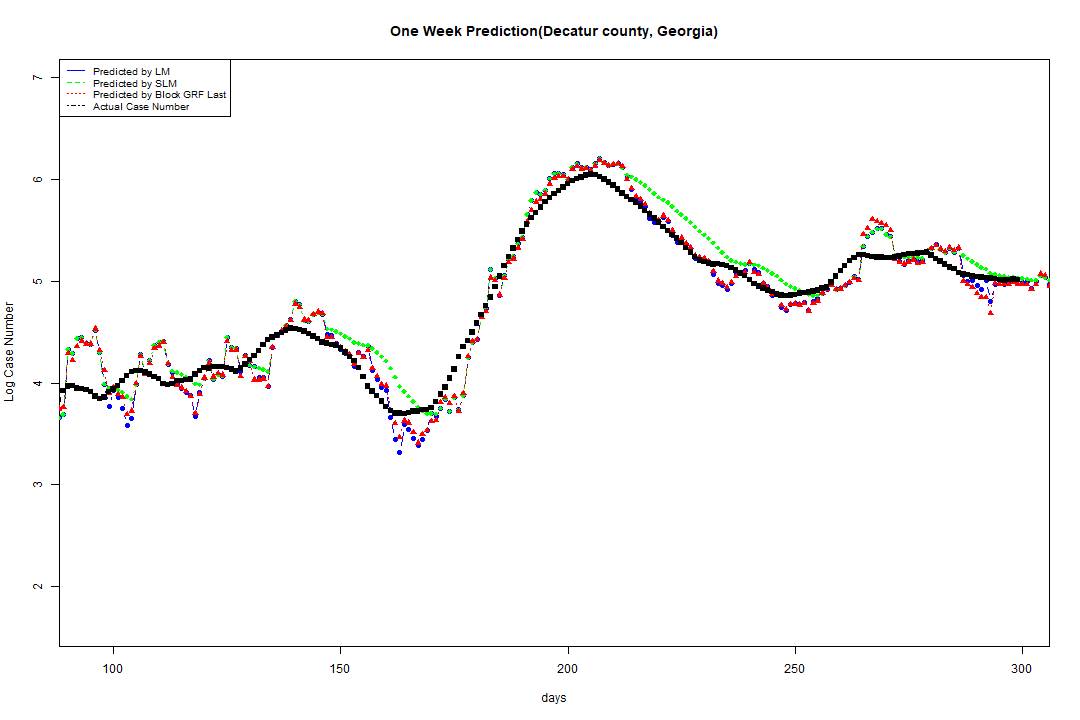 One Week Prediction(Decatur county, Georgia)
Predicted by LM
Predicted by SLM
Predicted by Block GRF Last
Actual Case Number
7
6
5
4
3
2
Log Case Number
100 150 200 250 300
days